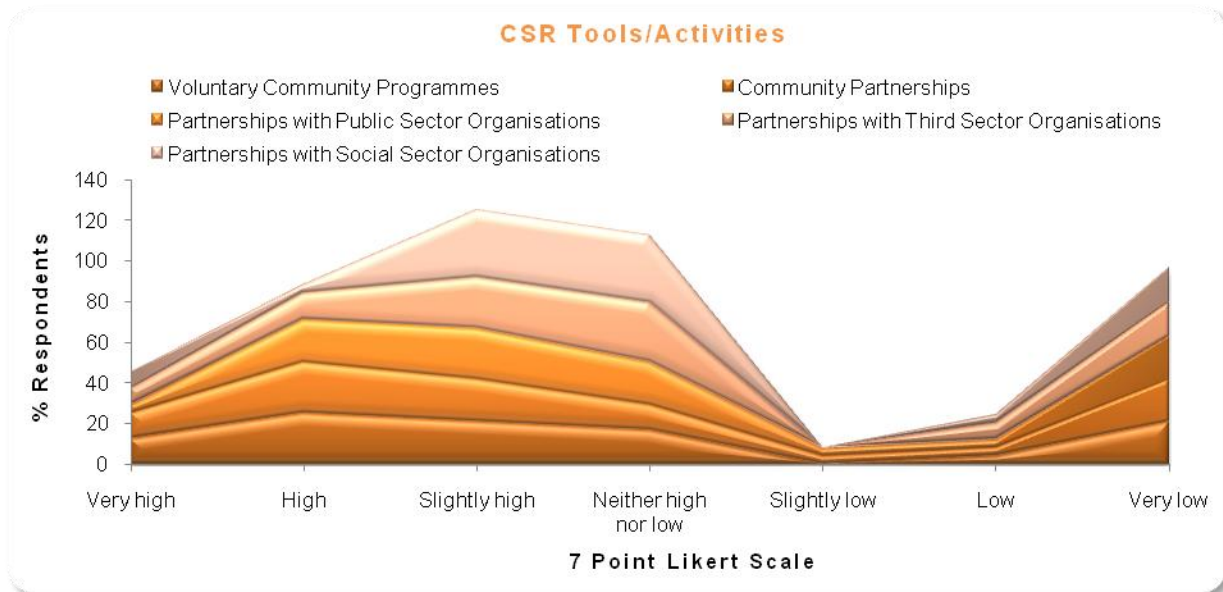 CSR Tools/Activities
Voluntary Community Programmes
Community Partnerships
Partnerships with Public Sector Organisations
Partnerships with Third Sector Organisations
Partnerships with Social Sector Organisations
140
120
100
80
60
40
20
0
% Respondents
Very high
High
Slightly high
Neither high
nor low
Slightly low
Low
Very low
7 Point Likert Scale